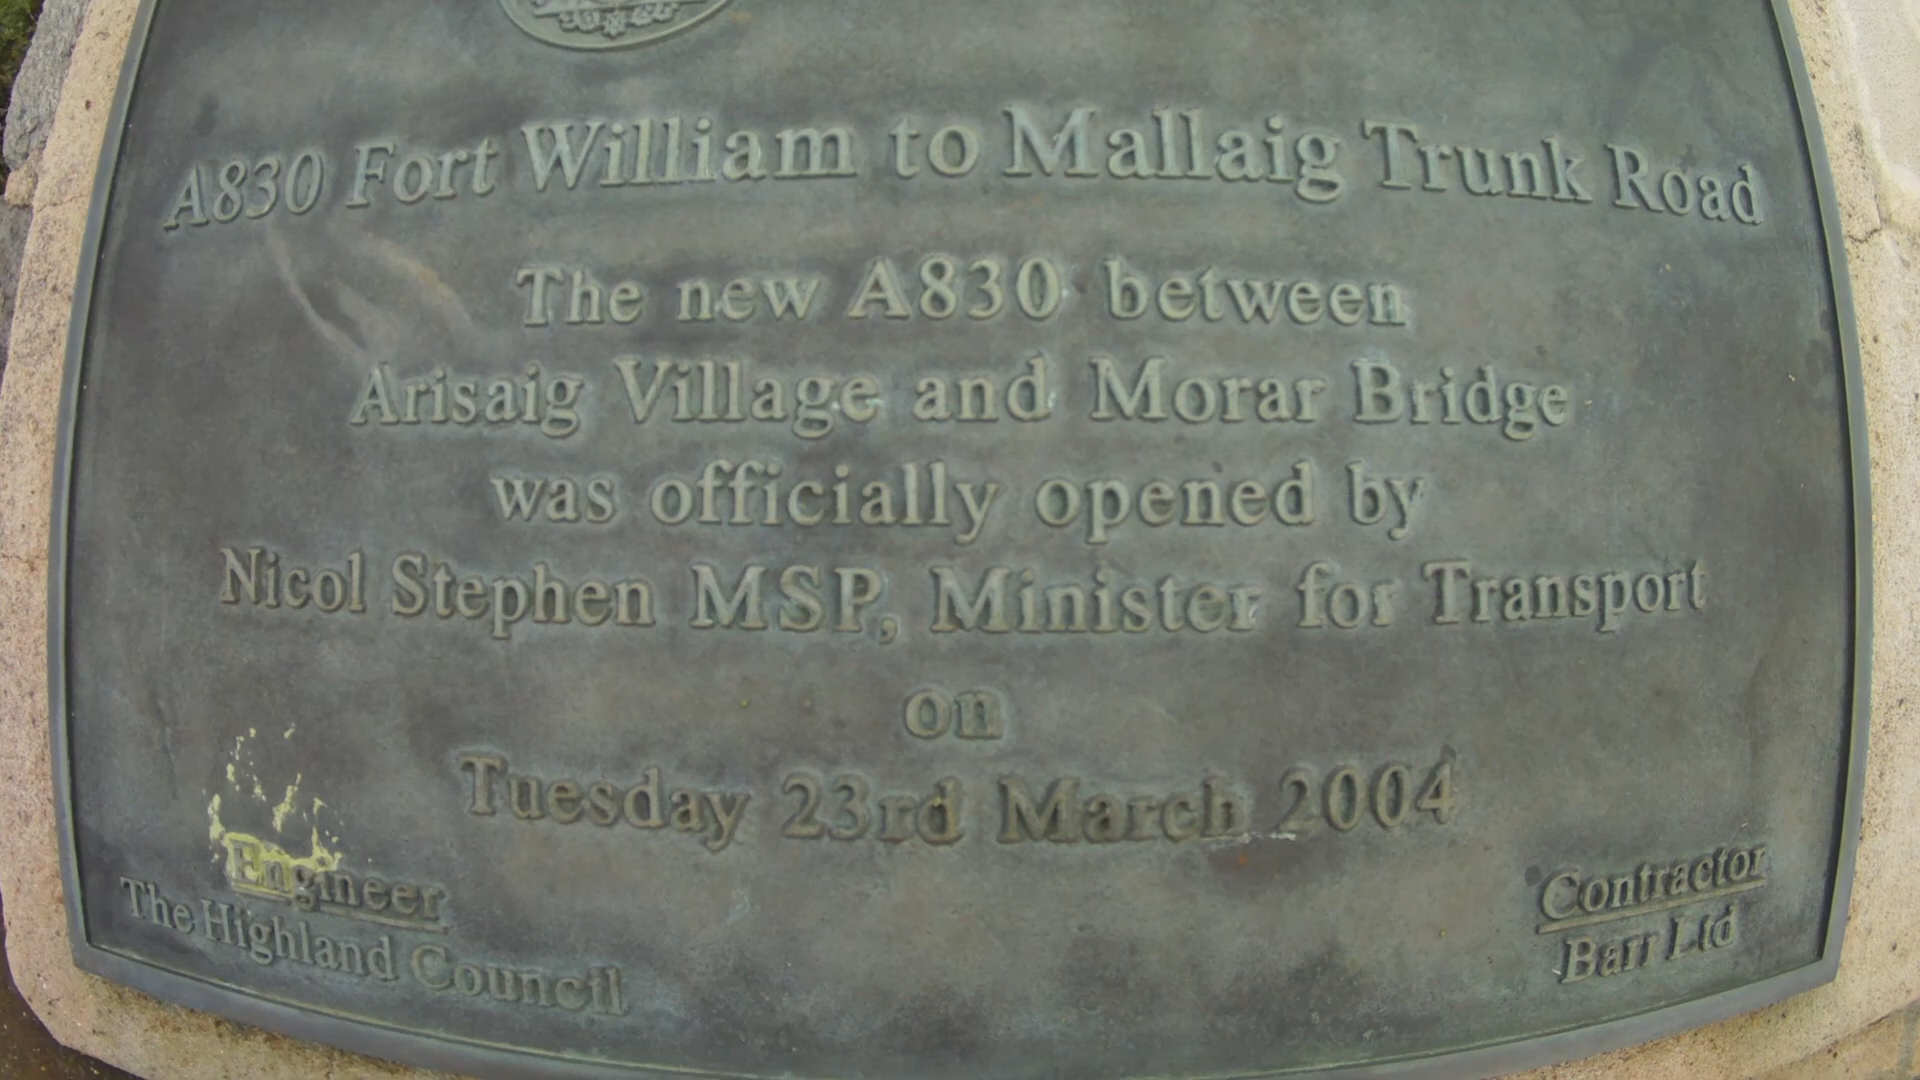 A830 Fort William to Mallaig Trunk Road
The new A830 between
Arisaig Village and Morar Bridge
was officially opened by
Nicol Stephen MSP, Minister for Transport
on
Tuesday 23rd March 2004
Engineer
The Highland Council
Contractor
Barr Ltd